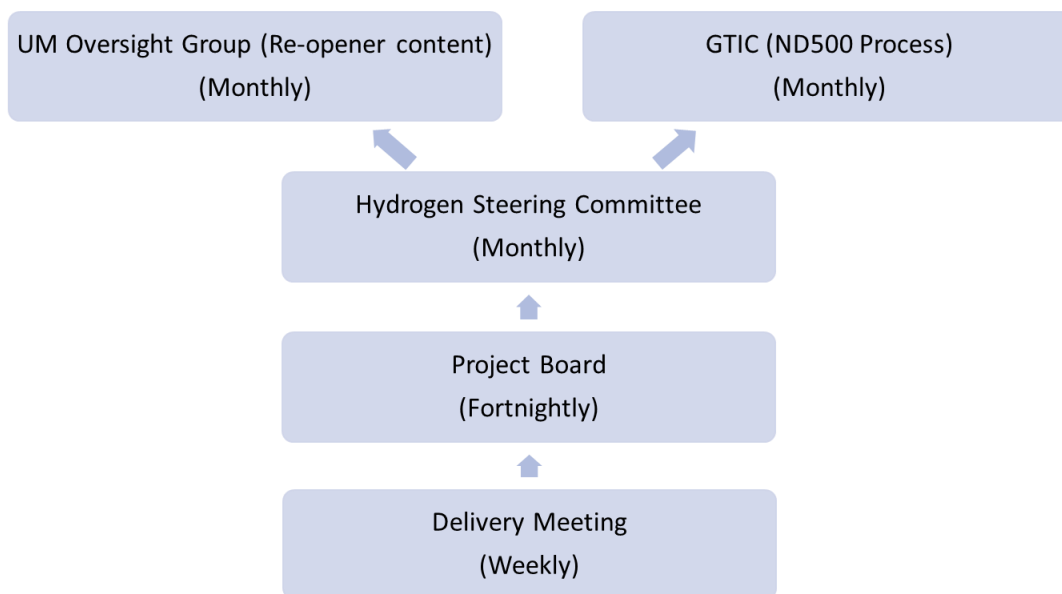 UM Oversight Group (Re-opener content)
(Monthly)
GTIC (ND500 Process)
(Monthly)
Hydrogen Steering Committee
(Monthly)
Project Board
(Fortnightly)
Delivery Meeting
(Weekly)